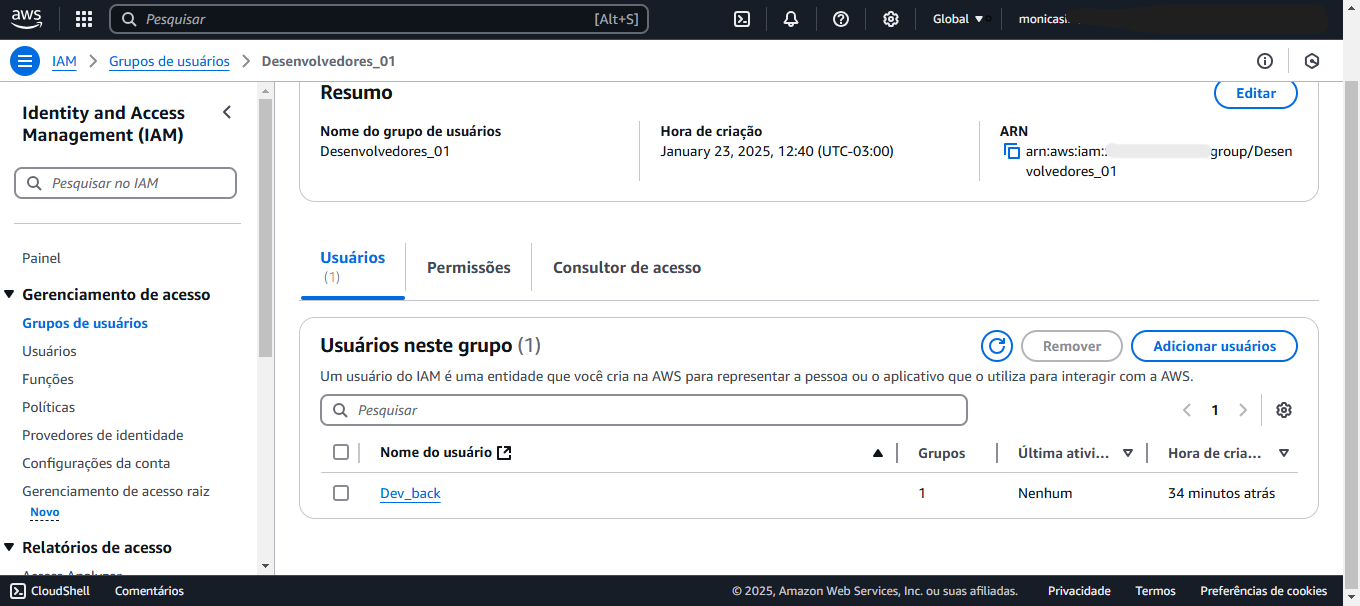 aws
Pesquisar [Alt+S] Global monicas
IAM Grupos de usuários Desenvolvedores_01
Identity and Access
Management (IAM)
Pesquisar no IAM
Painel
Gerenciamento de acesso
Grupos de usuários
Usuários
Funções
Políticas
Provedores de identidade
Configurações da conta
Gerenciamento de acesso raiz
Novo
Relatórios de acesso
Access Analyzer
Resumo
Editar
Nome do grupo de usuários
Desenvolvedores_01
Hora de criação
January 23, 2025, 12:40 (UTC-03:00)
ARN
arn:aws:iam:: group/Desen
volvedores_01
Usuários
(1)
Permissões
Consultor de acesso
Usuários neste grupo (1)
Remover
Adicionar usuários
Um usuário do IAM é uma entidade que você cria na AWS para representar a pessoa ou o aplicativo que o utiliza para interagir com a AWS.
Pesquisar
1
Nome do usuário Grupos Última ativi... Hora de cria...
Dev_back 1 Nenhum 34 minutos atrás
CloudShell Comentários © 2025, Amazon Web Services, Inc. ou suas afiliadas. Privacidade Termos Preferências de cookies